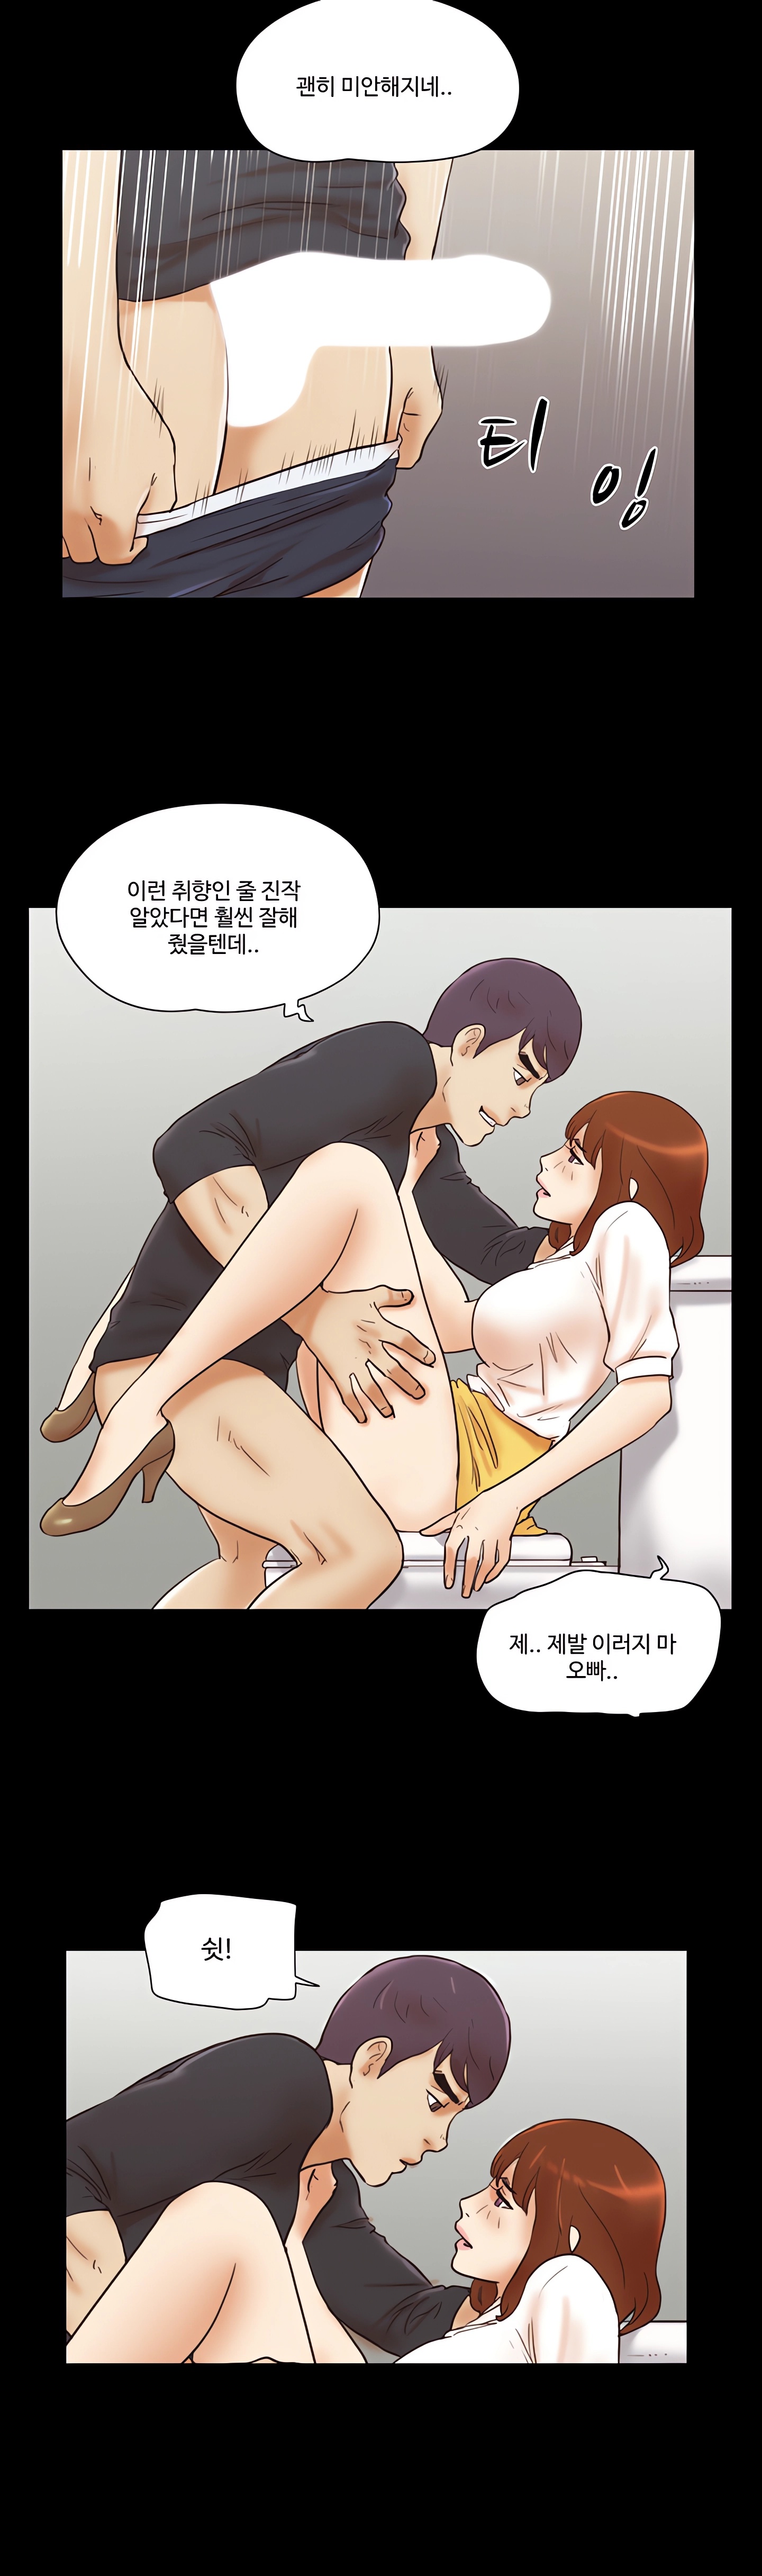 괜히 미안해지네..
티
잉
이런 취향인 줄 진작
알았다면 훨씬 잘해
줬을텐데..
제.. 제발 이러지 마
오빠..
쉿!